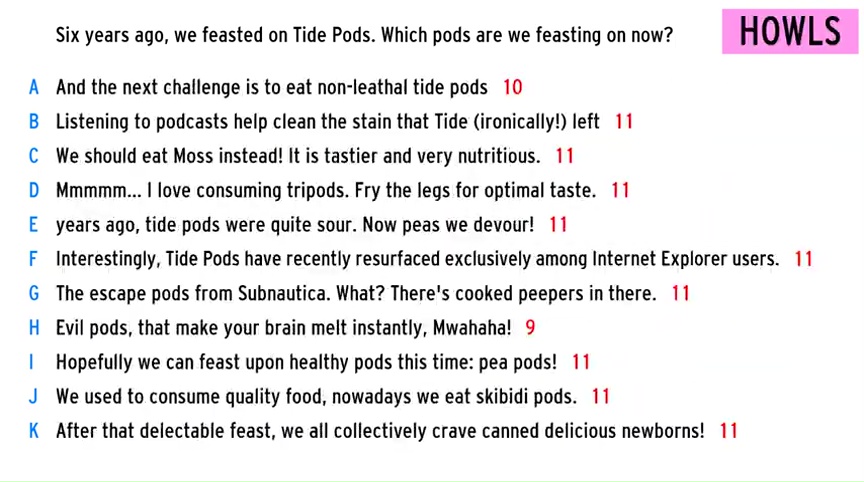 Six years ago, we feasted on Tide Pods. Which pods are we feasting on now?
HOWLS
A And the next challenge is to eat non-leathal tide pods 10
B Listening to podcasts help clean the stain that Tide (ironically!) left 11
C We should eat Moss instead! It is tastier and very nutritious. 11
D Mmmmm... I love consuming tripods. Fry the legs for optimal taste. 11
E years ago, tide pods were quite sour. Now peas we devour! 11
F Interestingly, Tide Pods have recently resurfaced exclusively among Internet Explorer users. 11
G The escape pods from Subnautica. What? There's cooked peepers in there. 11
H Evil pods, that make your brain melt instantly, Mwahaha! 9
I Hopefully we can feast upon healthy pods this time: pea pods! 11
J We used to consume quality food, nowadays we eat skibidi pods. 11
K After that delectable feast, we all collectively crave canned delicious newborns! 11